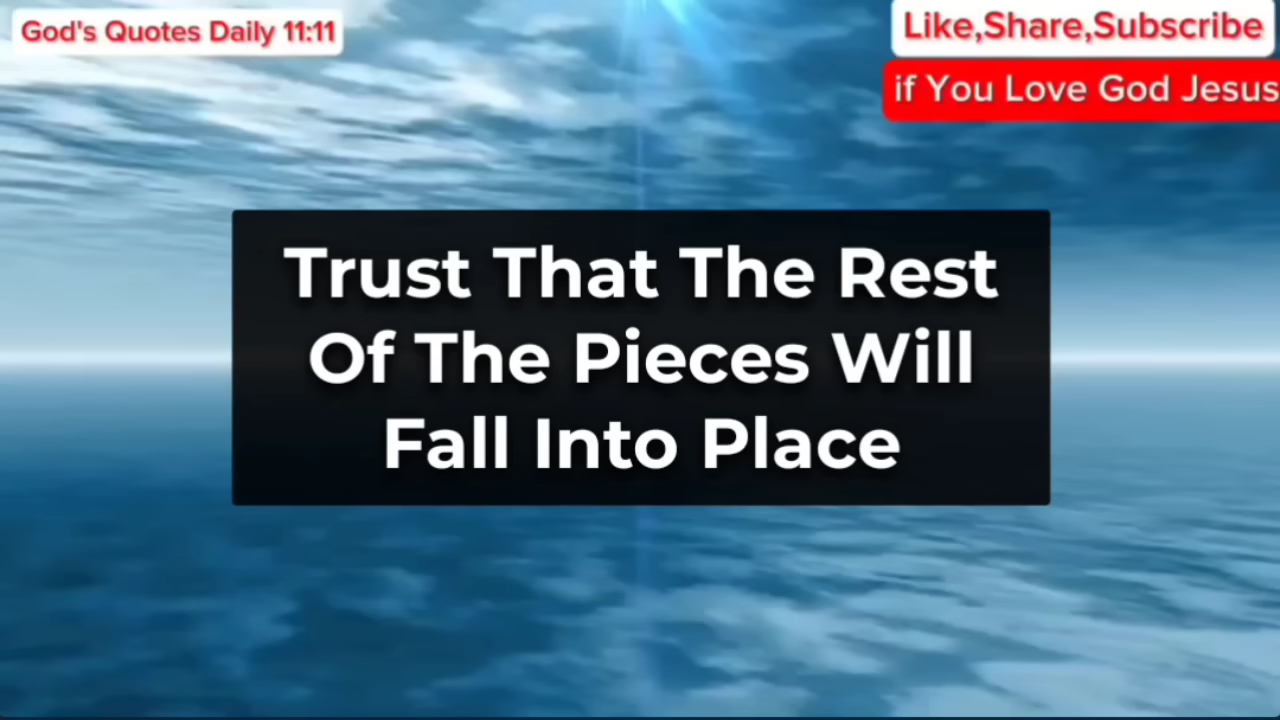 God's Quotes Daily 11:11
Like,Share,Subscribe
if You Love God Jesus
Trust That The Rest
Of The Pieces Will
Fall Into Place